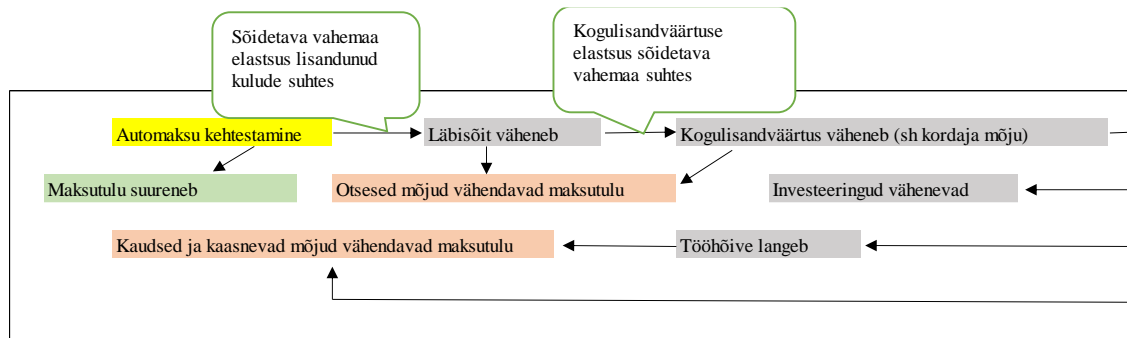 Sõidetava vahemaa
elastsus lisandunud
kulude suhtes
Kogulisandväärtuse
elastsus sõidetava
vahemaa suhtes
Automaksu kehtestamine
Läbisõit väheneb
Kogulisandväärtus väheneb (sh kordaja mõju)
Maksutulu suureneb
Otsesed mõjud vähendavad maksutulu
Investeeringud vähenevad
Kaudsed ja kaasnevad mõjud vähendavad maksutulu
Tööhõive langeb